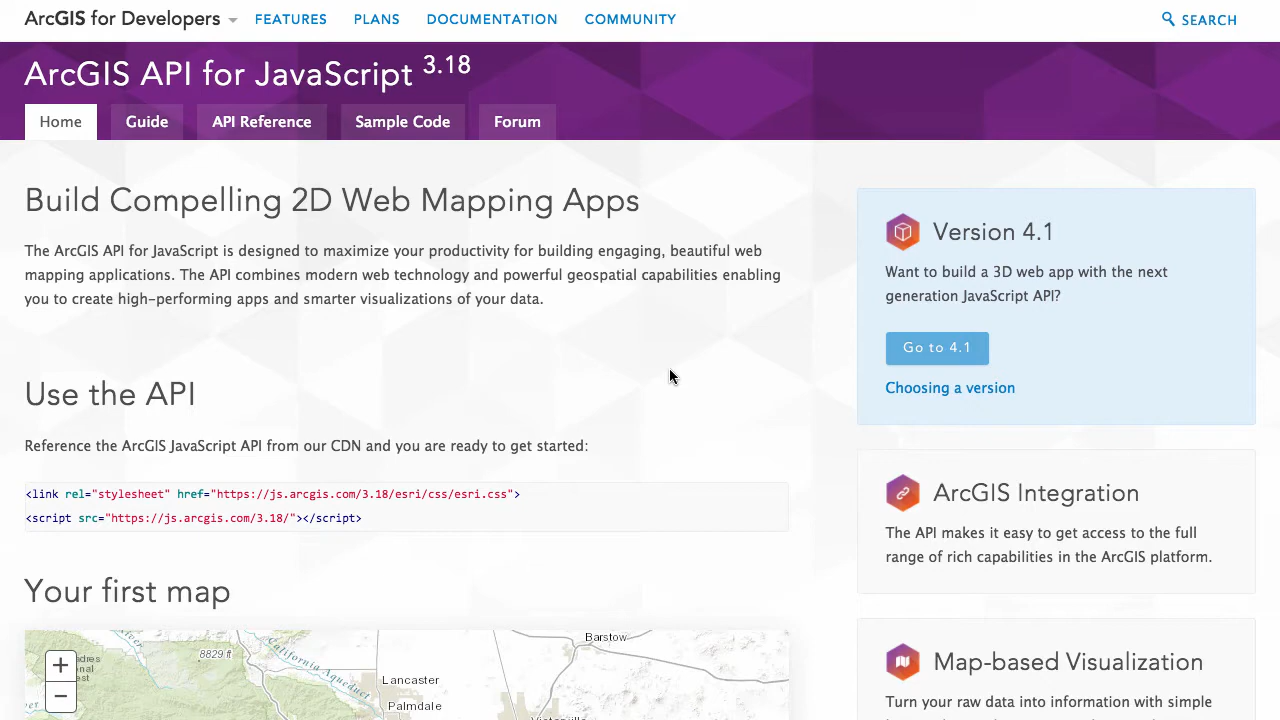 ArcGIS for Developers FEATURES PLANS DOCUMENTATION COMMUNITY SEARCH
ArcGIS API for JavaScript 3.18
Home Guide API Reference Sample Code Forum
Build Compelling 2D Web Mapping Apps
The ArcGIS API for JavaScript is designed to maximize your productivity for building engaging, beautiful web
mapping applications. The API combines modern web technology and powerful geospatial capabilities enabling
you to create high-performing apps and smarter visualizations of your data.
Use the API
Reference the ArcGIS JavaScript API from our CDN and you are ready to get started:
<link rel="stylesheet" href="https://js.arcgis.com/3.18/esri/css/esri.css">
<script src="https://js.arcgis.com/3.18/"></script>
Your first map
Barstow
8829 ft
California Aqueduct
River
Lancaster
Palmdale
+
−
Version 4.1
Want to build a 3D web app with the next
generation JavaScript API?
Go to 4.1
Choosing a version
ArcGIS Integration
The API makes it easy to get access to the full
range of rich capabilities in the ArcGIS platform.
Map-based Visualization
Turn your raw data into information with simple